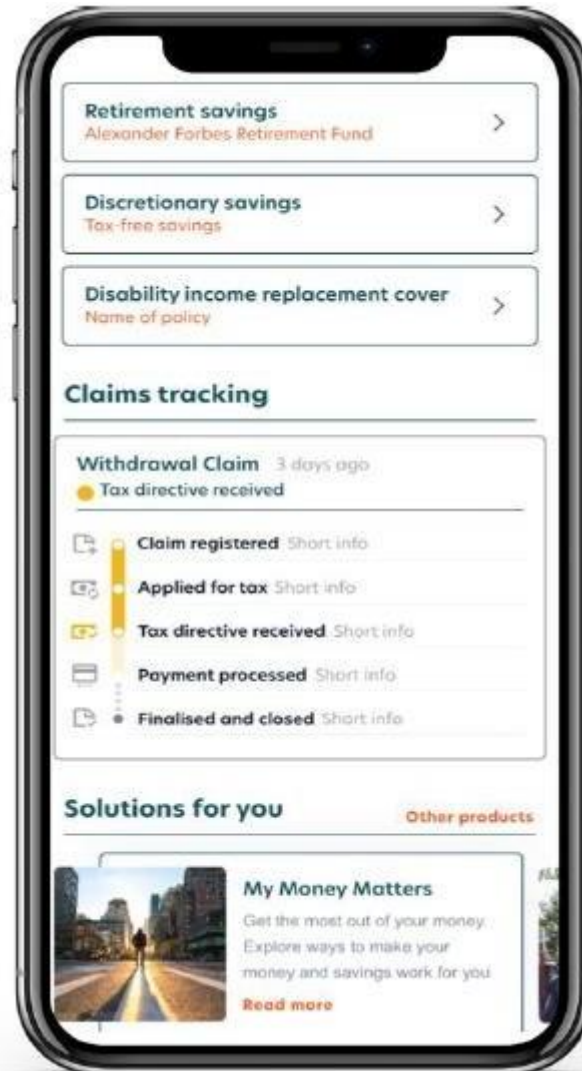 Retirement savings
Alexander Forbes Retirement Fund
Discretionary savings
Tax-free savings
Disability income replacement cover
Name of policy
Claims tracking
Withdrawal Claim 3 days ago
Tax directive received
Claim registered Short info
Applied for tax Short info
Tax directive received Short info
Payment processed Short info
Finalised and closed Short info
Solutions for you
Other products
My Money Matters
Get the most out of your money.
Explore ways to make your
money and savings work for you
Read more